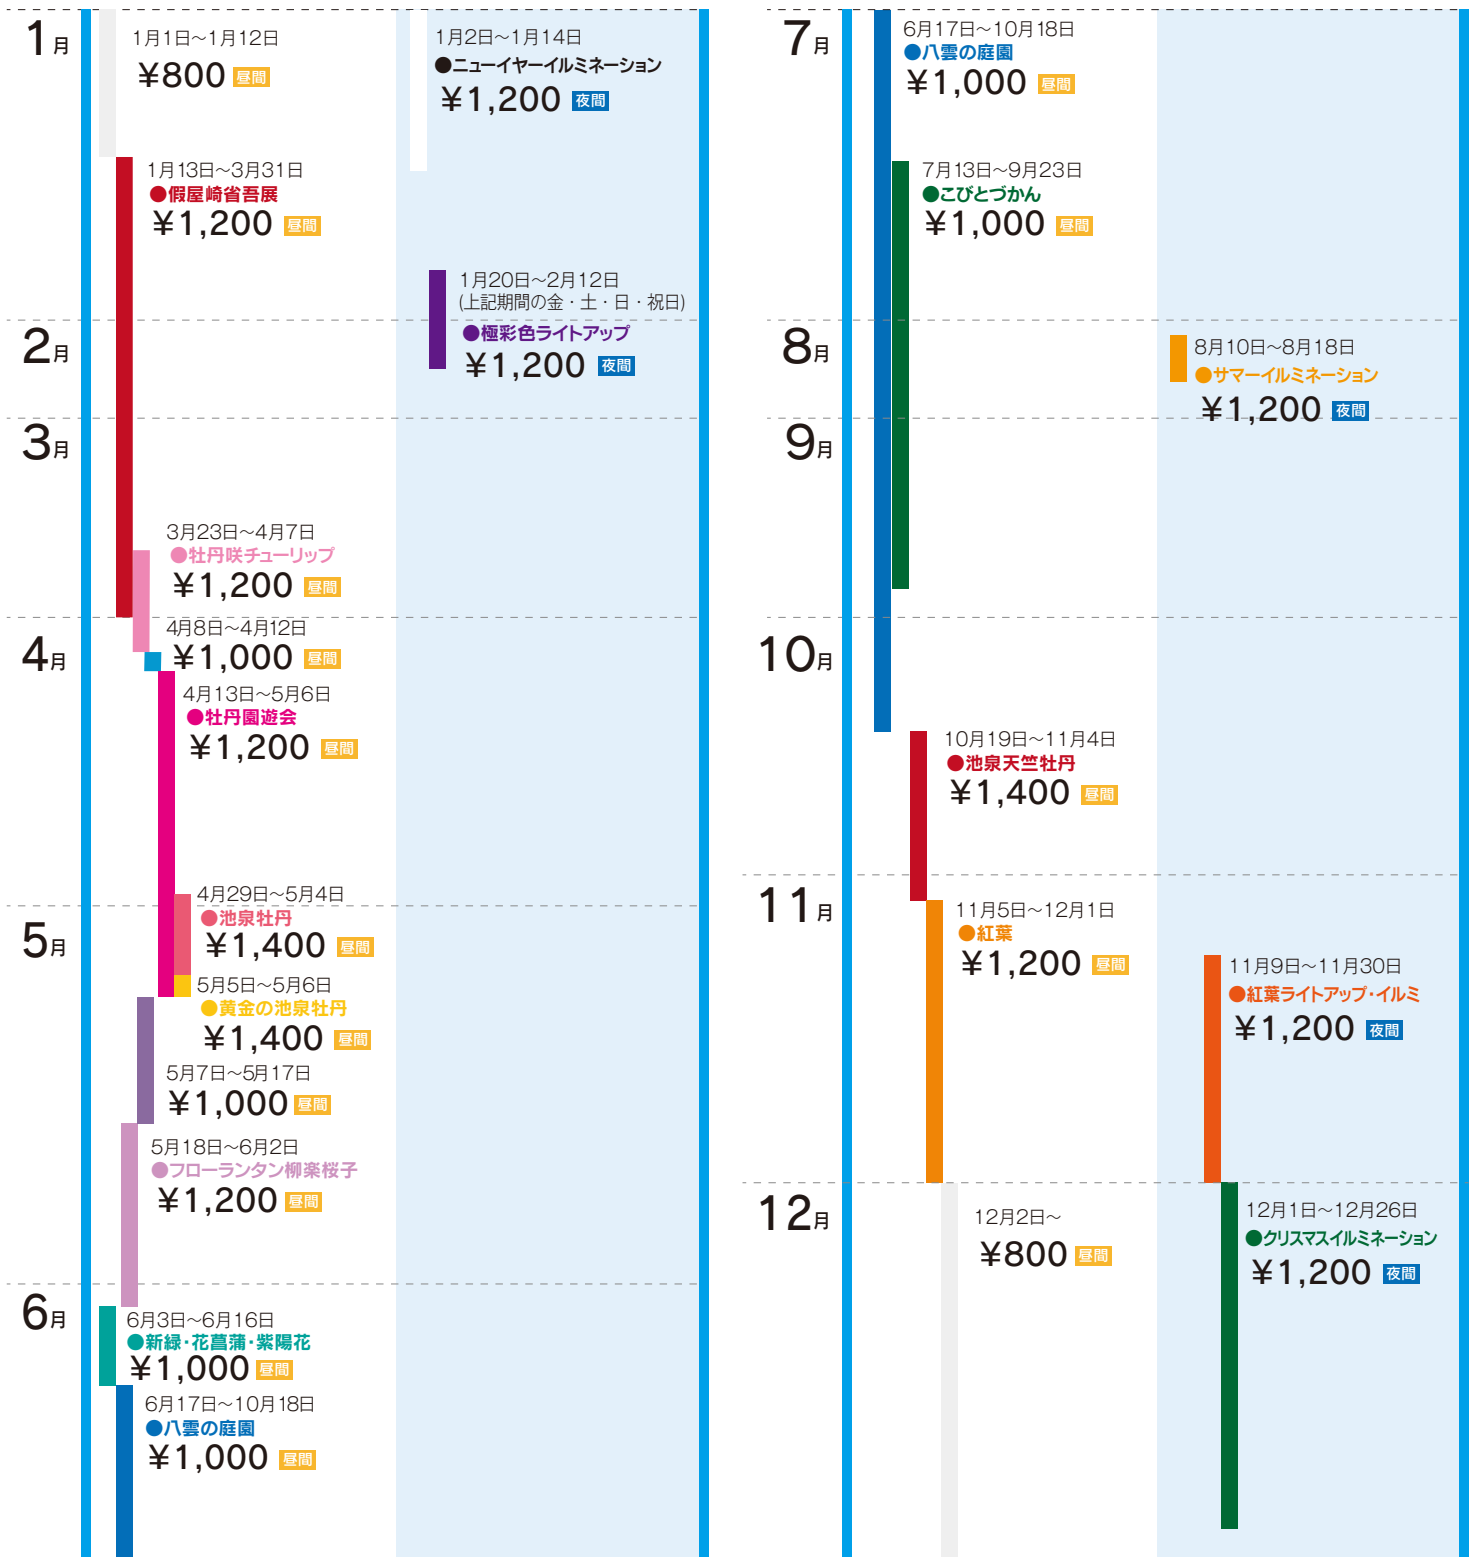 1月
1月1日～1月12日
¥800 昼間
1月2日～1月14日
●ニューイヤーイルミネーション
¥1,200 夜間
1月13日～3月31日
●假屋崎省吾展
¥1,200 昼間
1月20日～2月12日
(上記期間の金・土・日・祝日)
●極彩色ライトアップ
¥1,200 夜間
2月
3月
3月23日～4月7日
●牡丹咲チューリップ
¥1,200 昼間
4月
4月8日～4月12日
¥1,000 昼間
4月13日～5月6日
●牡丹園遊会
¥1,200 昼間
4月29日～5月4日
●池泉牡丹
¥1,400 昼間
5月
5月5日～5月6日
●黄金の池泉牡丹
¥1,400 昼間
5月7日～5月17日
¥1,000 昼間
5月18日～6月2日
●フローランタン柳楽桜子
¥1,200 昼間
6月
6月3日～6月16日
●新緑・花菖蒲・紫陽花
¥1,000 昼間
6月17日～10月18日
●八雲の庭園
¥1,000 昼間
7月
6月17日～10月18日
●八雲の庭園
¥1,000 昼間
7月13日～9月23日
●こびとづかん
¥1,000 昼間
8月
8月10日～8月18日
●サマーイルミネーション
¥1,200 夜間
9月
10月
10月19日～11月4日
●池泉天竺牡丹
¥1,400 昼間
11月
11月5日～12月1日
●紅葉
¥1,200 昼間
11月9日～11月30日
●紅葉ライトアップ・イルミ
¥1,200 夜間
12月
12月2日～
¥800 昼間
12月1日～12月26日
●クリスマスイルミネーション
¥1,200 夜間